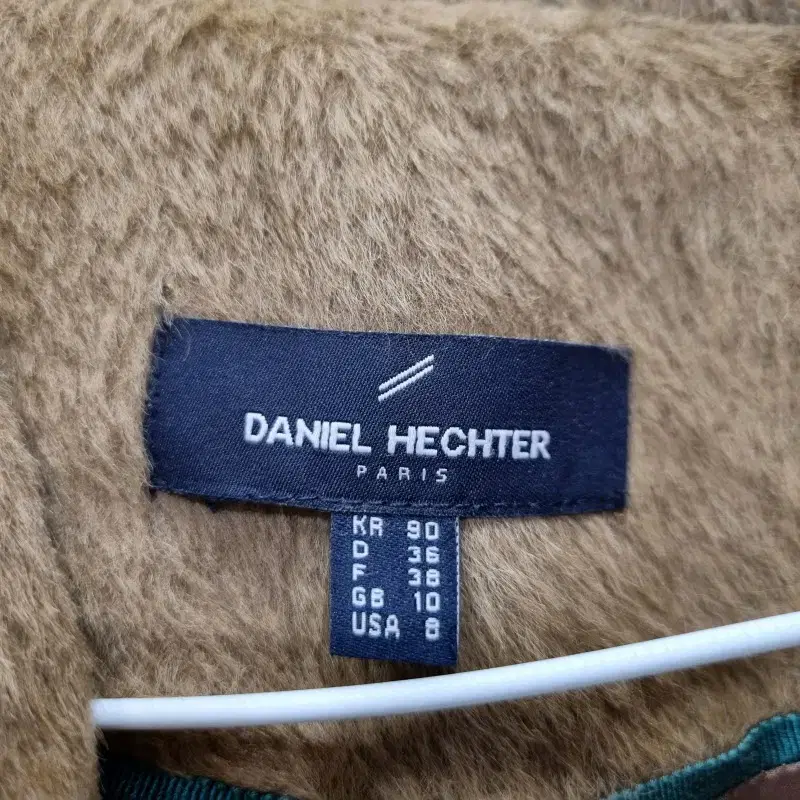 DANIEL HECHTER
PARIS
KR 90
D 36
F 38
GB 10
USA 8